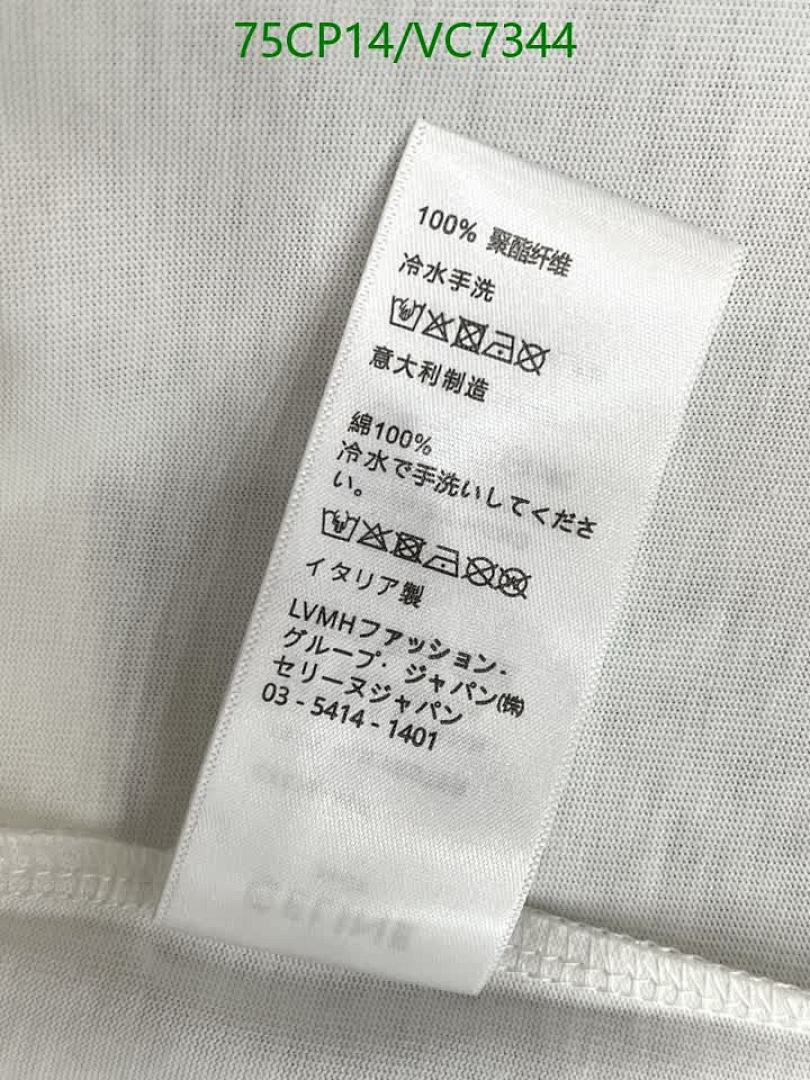 75CP14/VC7344
100% 聚酯纤维
冷水手洗
意大利制造
綿100%
冷水で手洗いしてくださ
い。
イタリア製
LVMHファッション·
グループ· ジャパン(株)
セリーヌジャパン
03 - 5414 - 1401
CELINE